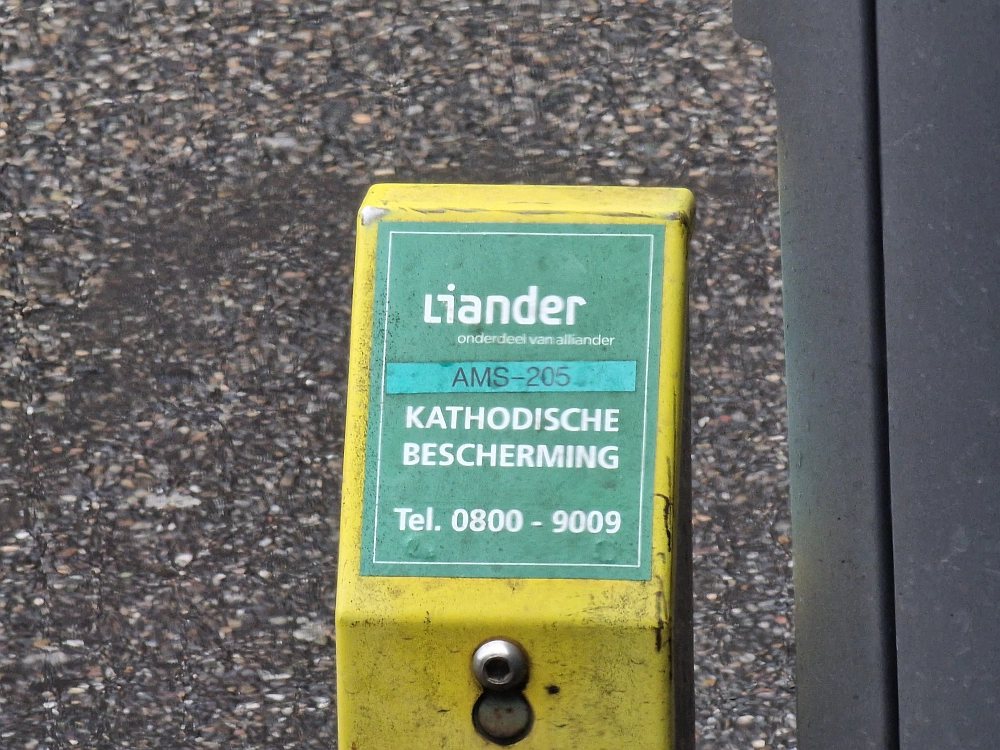 Liander
onderdeel van alliander
AMS-205
KATHODISCHE
BESCHERMING
Tel. 0800 - 9009